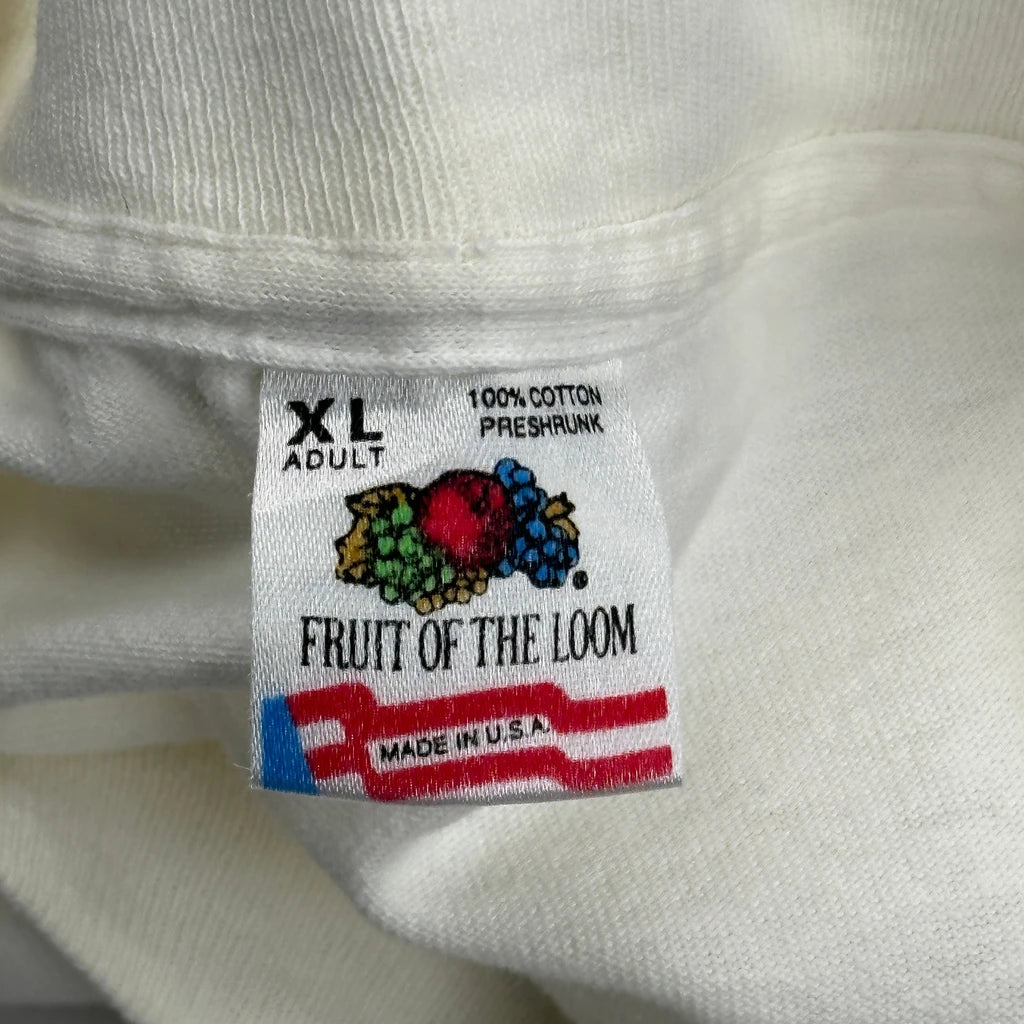 XL
ADULT
100% COTTON
PRESHRUNK
®
FRUIT OF THE LOOM
MADE IN U.S.A.